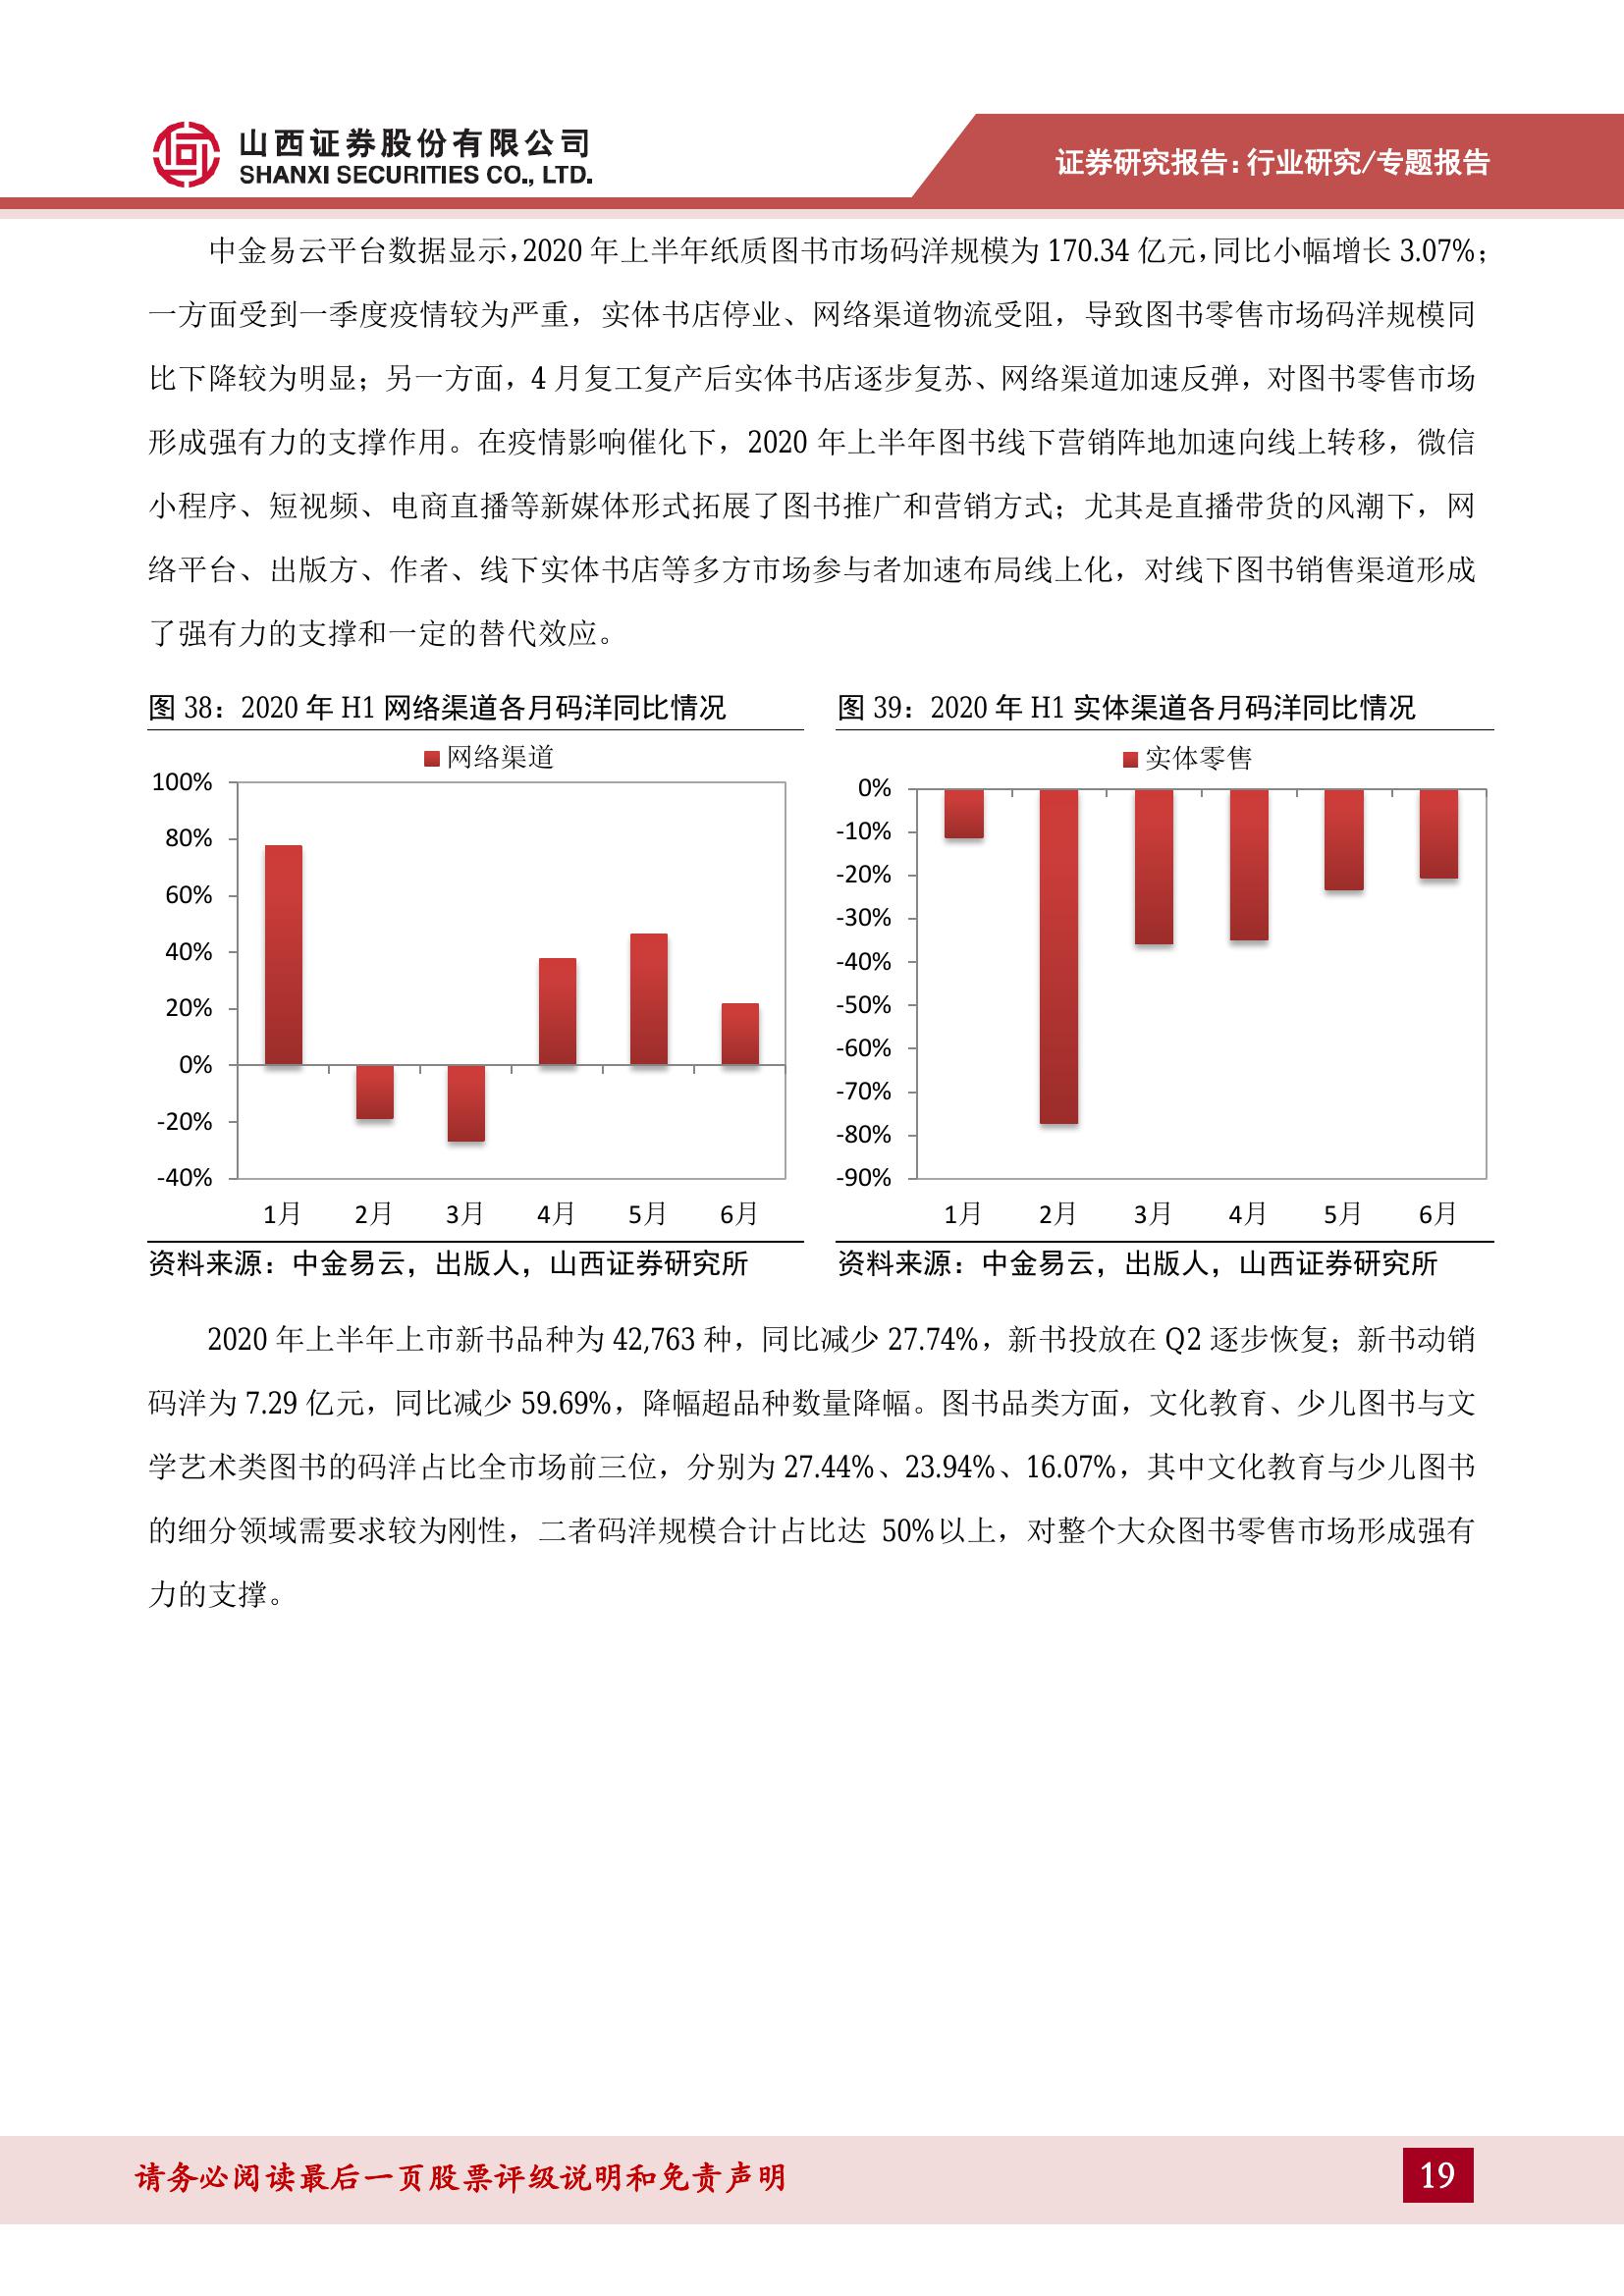 山西证券股份有限公司
SHANXI SECURITIES CO., LTD.
证券研究报告:行业研究/专题报告
中金易云平台数据显示，2020 年上半年纸质图书市场码洋规模为 170.34 亿元，同比小幅增长 3.07%；
一方面受到一季度疫情较为严重，实体书店停业、网络渠道物流受阻，导致图书零售市场码洋规模同
比下降较为明显；另一方面，4 月复工复产后实体书店逐步复苏、网络渠道加速反弹，对图书零售市场
形成强有力的支撑作用。在疫情影响催化下，2020 年上半年图书线下营销阵地加速向线上转移，微信
小程序、短视频、电商直播等新媒体形式拓展了图书推广和营销方式；尤其是直播带货的风潮下，网
络平台、出版方、作者、线下实体书店等多方市场参与者加速布局线上化，对线下图书销售渠道形成
了强有力的支撑和一定的替代效应。
图 38：2020 年 H1 网络渠道各月码洋同比情况
网络渠道
100%
80%
60%
40%
20%
0%
-20%
-40%
1月 2月 3月 4月 5月 6月
资料来源：中金易云，出版人，山西证券研究所
图 39：2020 年 H1 实体渠道各月码洋同比情况
实体零售
0%
-10%
-20%
-30%
-40%
-50%
-60%
-70%
-80%
-90%
1月 2月 3月 4月 5月 6月
资料来源：中金易云，出版人，山西证券研究所
2020 年上半年上市新书品种为 42,763 种，同比减少 27.74%，新书投放在 Q2 逐步恢复；新书动销
码洋为 7.29 亿元，同比减少 59.69%，降幅超品种数量降幅。图书品类方面，文化教育、少儿图书与文
学艺术类图书的码洋占比全市场前三位，分别为 27.44%、23.94%、16.07%，其中文化教育与少儿图书
的细分领域需要求较为刚性，二者码洋规模合计占比达 50%以上，对整个大众图书零售市场形成强有
力的支撑。
请务必阅读最后一页股票评级说明和免责声明
19